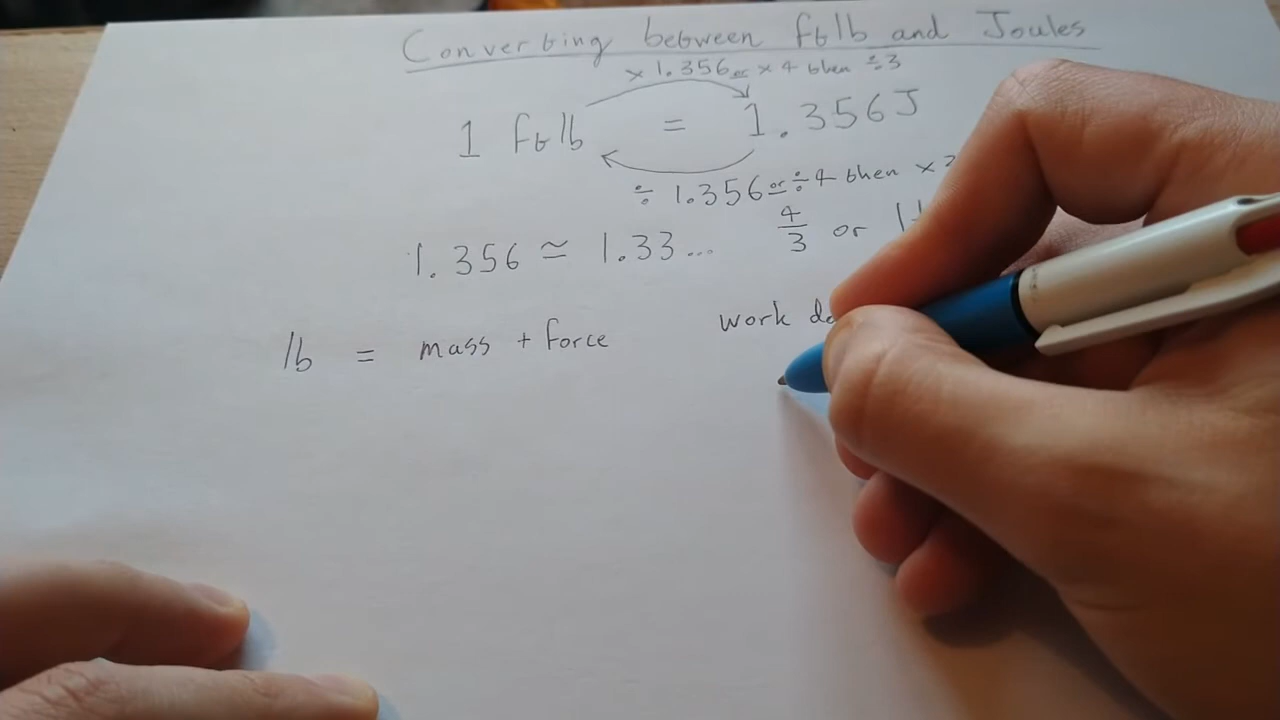 Converting between ftlb and Joules
× 1.356 or × 4 then ÷3
1 ftlb = 1.356J
÷ 1.356 or ÷ 4 then ×
1.356 ≃ 1.33... 4/3 or
lb = mass + force work